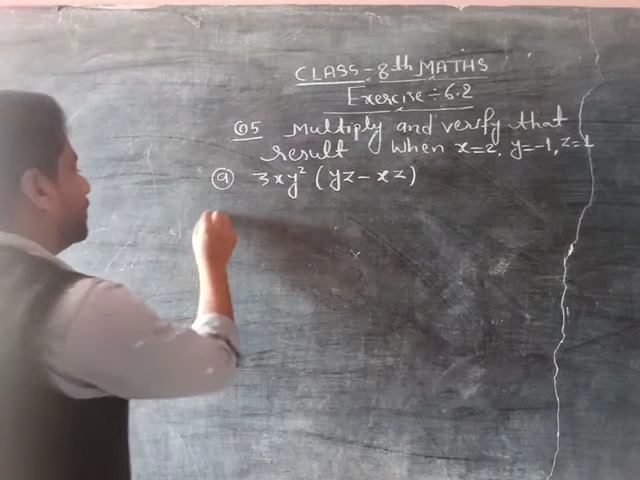 CLASS - 8th MATHS
Exercise ÷ 6.2
Q5 Multiply and verify that
result when x=2, y=-1, z=1
(a) 3xy² (yz - xz)